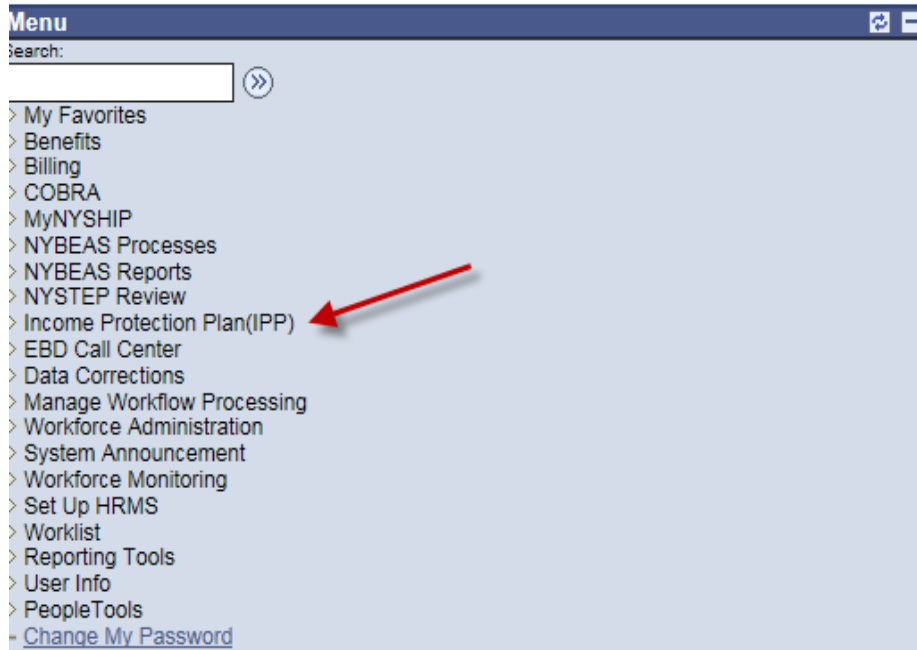 Menu
Search:
My Favorites
Benefits
Billing
COBRA
MyNYSHIP
NYBEAS Processes
NYBEAS Reports
NYSTEP Review
Income Protection Plan(IPP)
EBD Call Center
Data Corrections
Manage Workflow Processing
Workforce Administration
System Announcement
Workforce Monitoring
Set Up HRMS
Worklist
Reporting Tools
User Info
PeopleTools
Change My Password